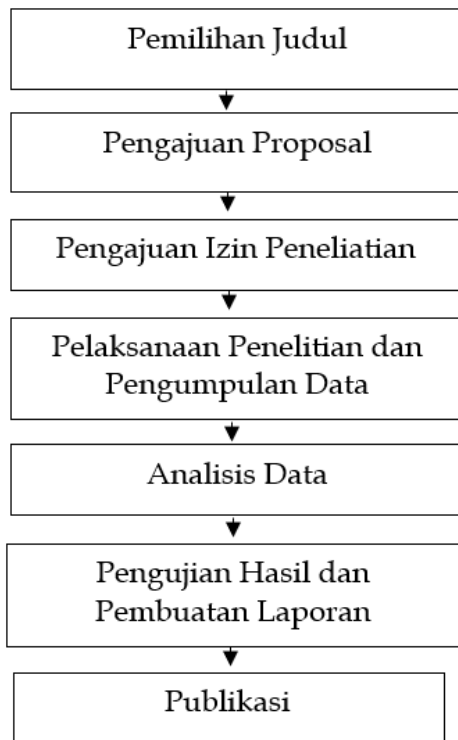 Pemilihan Judul
Pengajuan Proposal
Pengajuan Izin Peneliatian
Pelaksanaan Penelitian dan
Pengumpulan Data
Analisis Data
Pengujian Hasil dan
Pembuatan Laporan
Publikasi